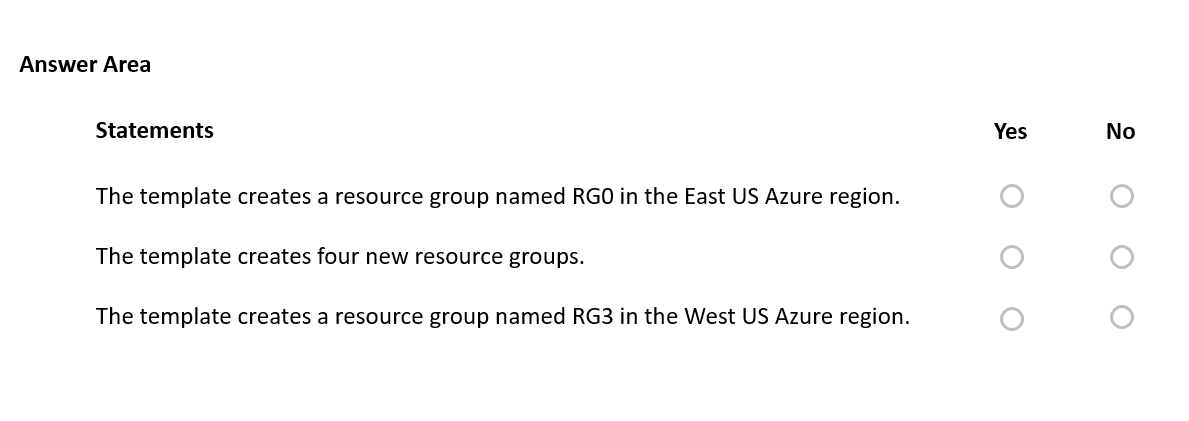 Answer Area
Statements Yes No
The template creates a resource group named RG0 in the East US Azure region.
The template creates four new resource groups.
The template creates a resource group named RG3 in the West US Azure region.